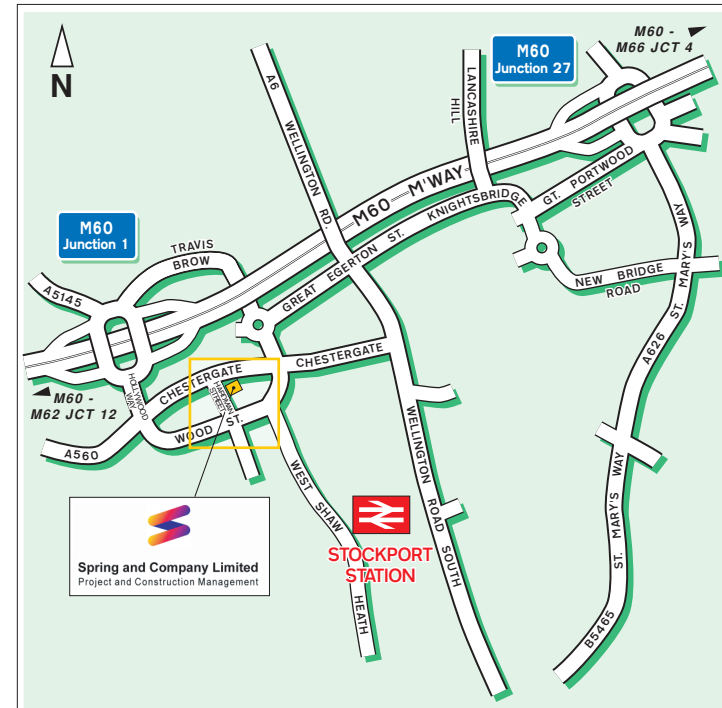 N
M60
Junction 27
M60 -
M66 JCT 4
A6
WELLINGTON RD.
LANCASHIRE
HILL
M60 M'WAY
GT. PORTWOOD
STREET
GREAT EGERTON ST. KNIGHTSBRIDGE
M60
Junction 1
TRAVIS
BROW
A5145
NEW BRIDGE
ROAD
A626 ST. MARY'S WAY
CHESTERGATE
CHESTERGATE
HOLLYWOOD
WAY
HARDMAN
STREET
M60 -
M62 JCT 12
A560
WOOD ST.
WEST SHAW HEATH
WELLINGTON ROAD SOUTH
ST. MARY'S WAY
B5465
STOCKPORT
STATION
Spring and Company Limited
Project and Construction Management